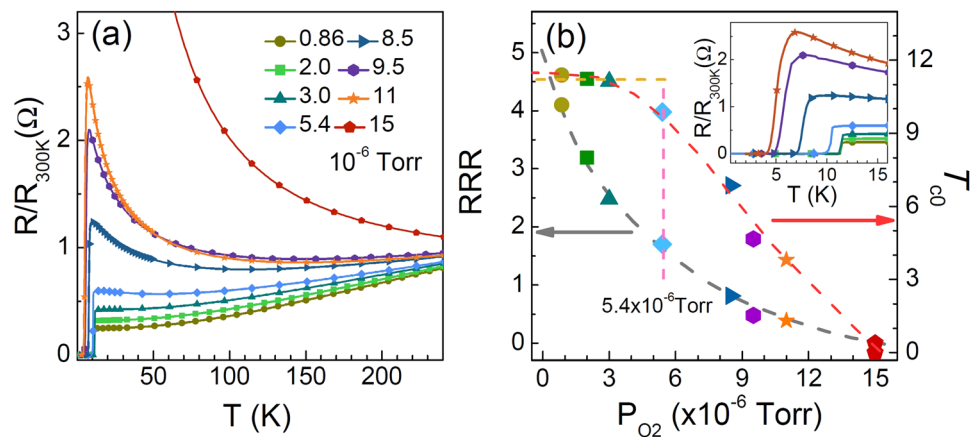 (a)
0.86 8.5
2.0 9.5
3.0 11
5.4 15
10⁻⁶ Torr
R/R300K(Ω)
3
2
1
0
50 100 150 200
T (K)
(b)
RRR
5
4
3
2
1
0
5.4x10⁻⁶Torr
0 3 6 9 12 15
PO2 (x10⁻⁶ Torr)
12
9
6
3
0
Tc0
R/R300K(Ω)
2
1
0
5 10 15
T (K)